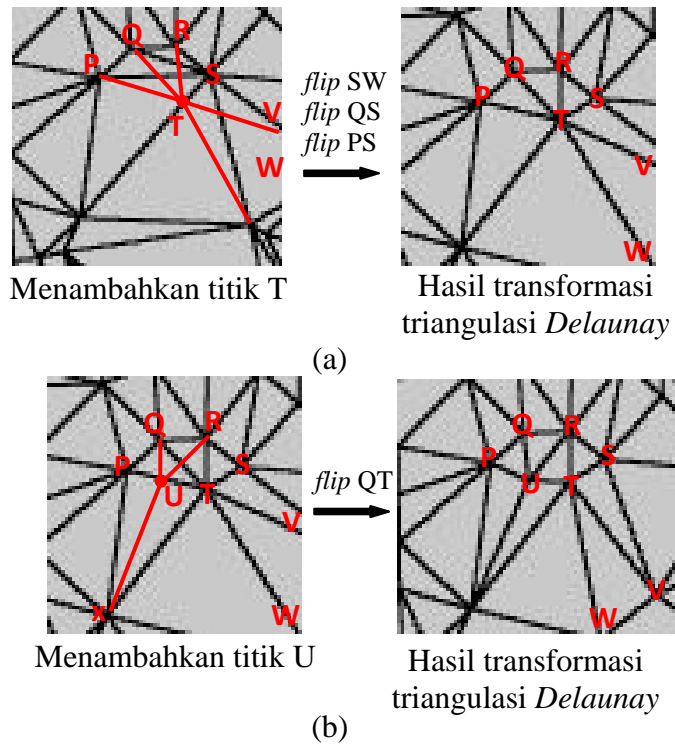 Q R
P
S
T
V
W
flip SW
flip QS
flip PS
Q R
P
S
T
V
W
Menambahkan titik T
Hasil transformasi
triangulasi Delaunay
(a)
Q R
P
S
U T
V
x
W
flip QT
Q R
P
S
U T
V
W
Menambahkan titik U
Hasil transformasi
triangulasi Delaunay
(b)